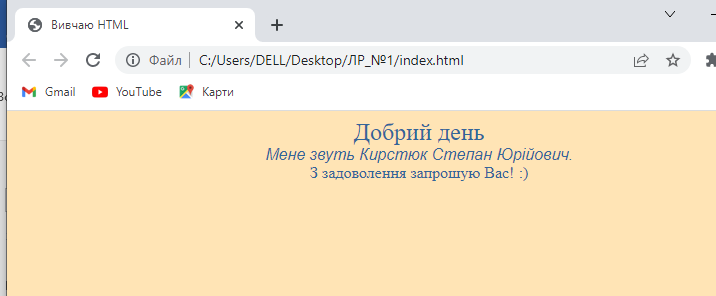 Вивчаю HTML
Файл
C:/Users/DELL/Desktop/ЛР_№1/index.html
Gmail
YouTube
Карти
Добрий день
Мене звуть Кирстюк Степан Юрійович.
З задоволення запрошую Вас! :)